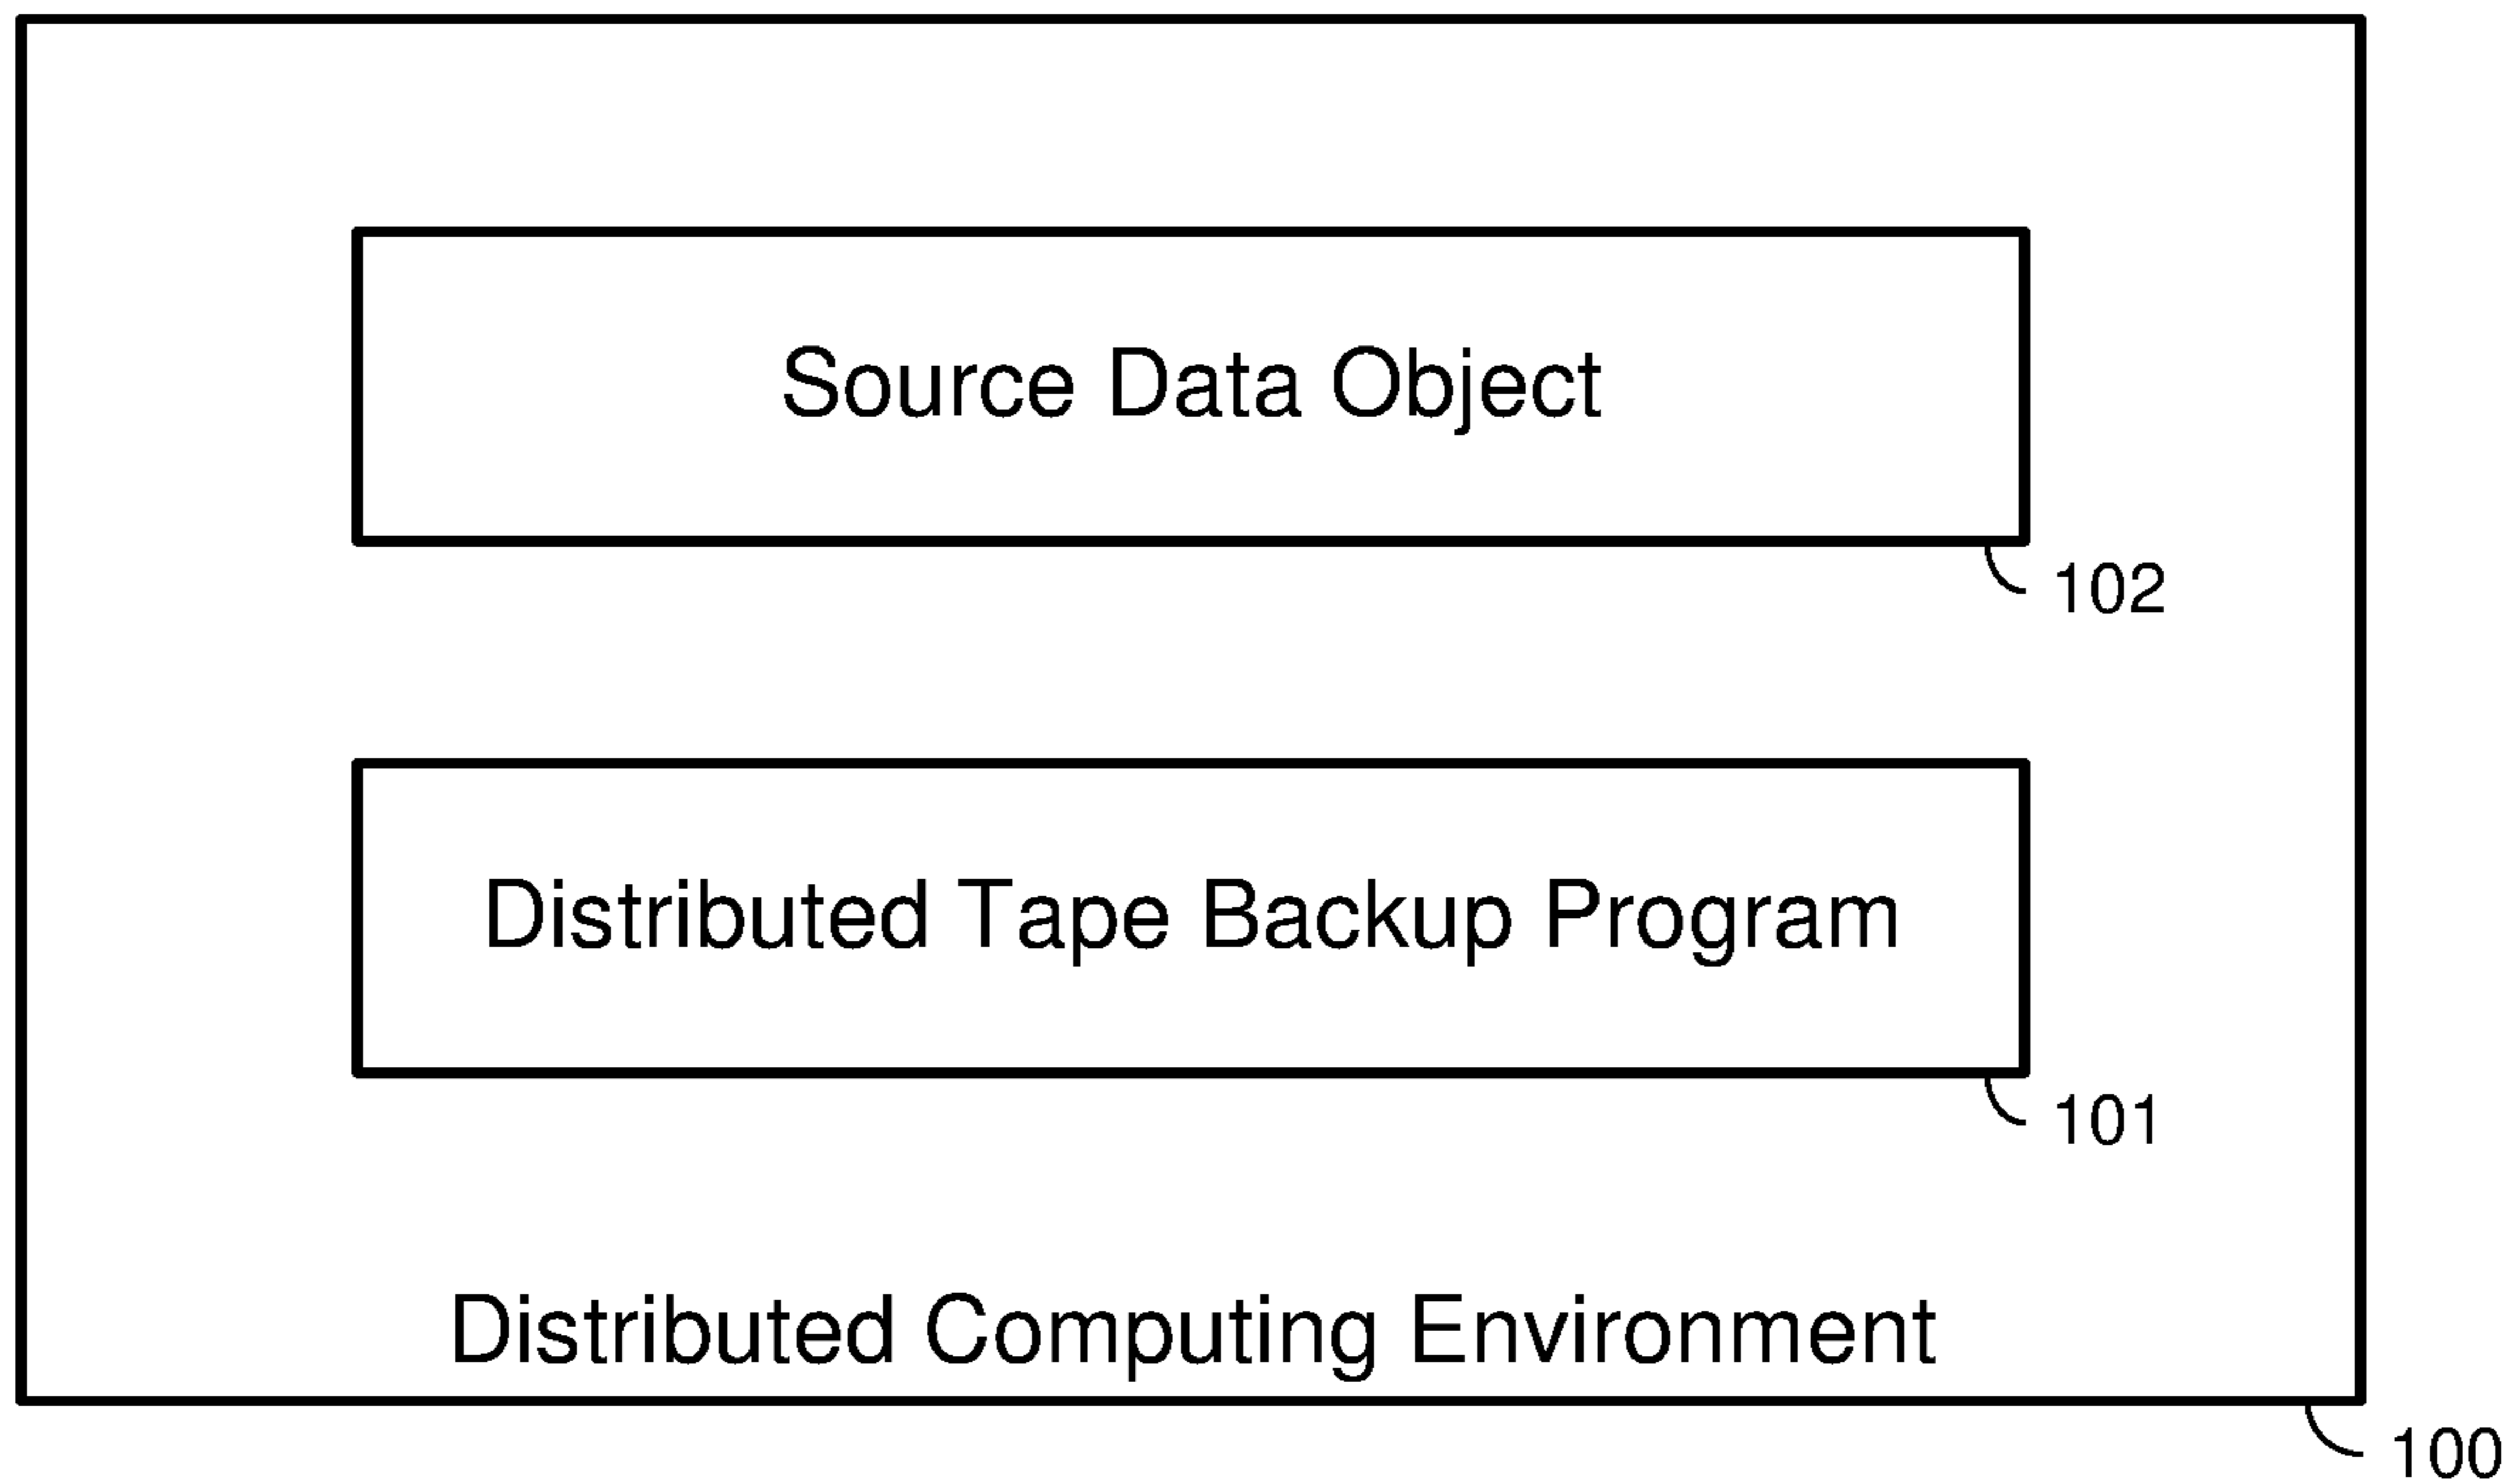 Source Data Object
102
Distributed Tape Backup Program
101
Distributed Computing Environment
100